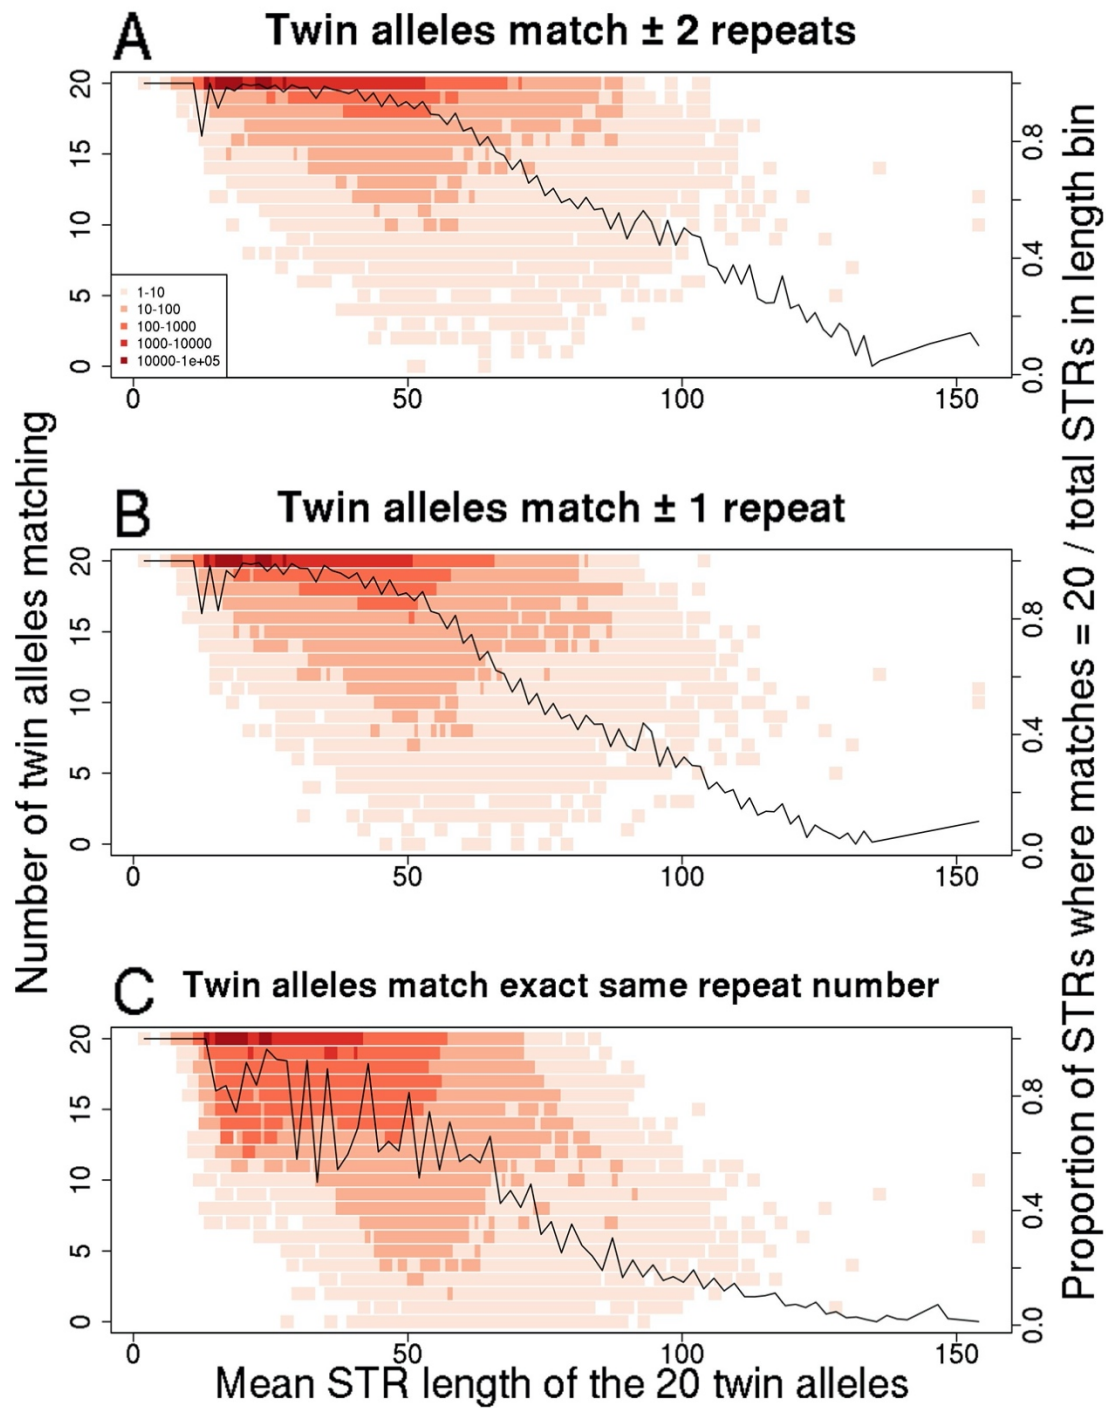 A Twin alleles match ± 2 repeats
20
15
10
5
0
0.8
0.4
0.0
1-10
10-100
100-1000
1000-10000
10000-1e+05
0 50 100 150
B Twin alleles match ± 1 repeat
20
15
10
5
0
0.8
0.4
0.0
0 50 100 150
C Twin alleles match exact same repeat number
20
15
10
5
0
0.8
0.4
0.0
0 50 100 150
Mean STR length of the 20 twin alleles
Number of twin alleles matching
Proportion of STRs where matches = 20 / total STRs in length bin